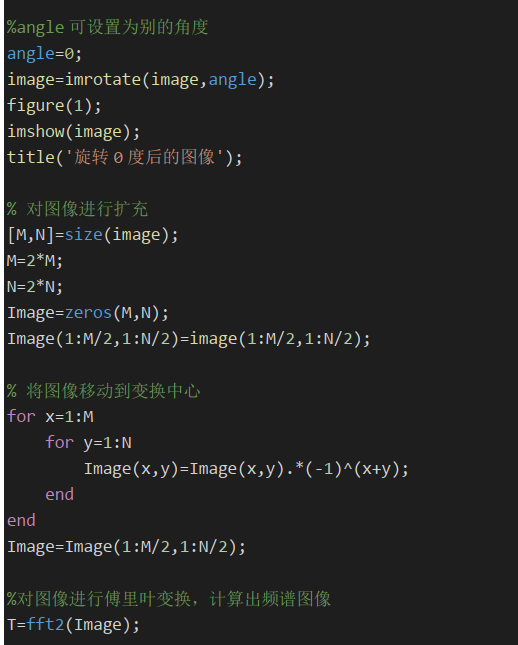 %angle 可设置为别的角度
angle=0;
image=imrotate(image,angle);
figure(1);
imshow(image);
title('旋转 0 度后的图像');
% 对图像进行扩充
[M,N]=size(image);
M=2*M;
N=2*N;
Image=zeros(M,N);
Image(1:M/2,1:N/2)=image(1:M/2,1:N/2);
% 将图像移动到变换中心
for x=1:M
    for y=1:N
        Image(x,y)=Image(x,y).*(-1)^(x+y);
    end
end
Image=Image(1:M/2,1:N/2);
%对图像进行傅里叶变换，计算出频谱图像
T=fft2(Image);